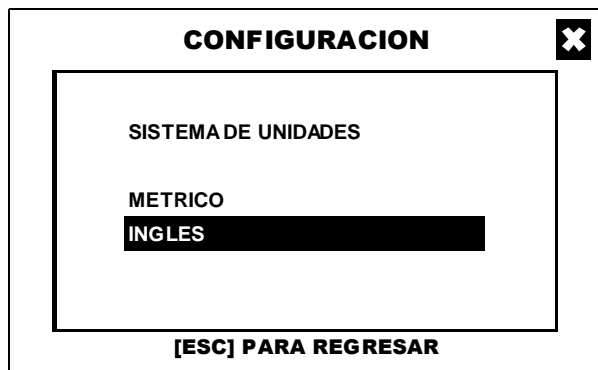 CONFIGURACION
SISTEMA DE UNIDADES
METRICO
INGLES
[ESC] PARA REGRESAR